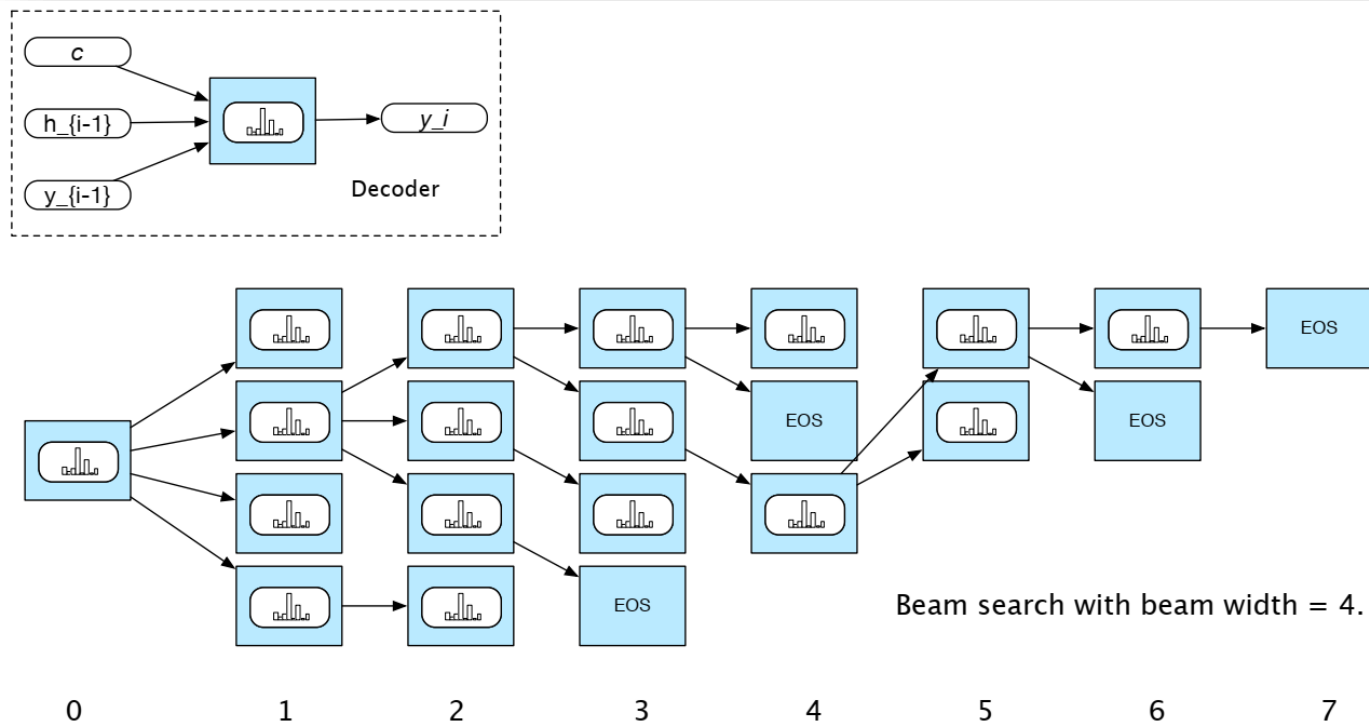 c
h_{i-1}
y_i
y_{i-1}
Decoder
EOS
EOS
EOS
EOS
Beam search with beam width = 4.
0 1 2 3 4 5 6 7